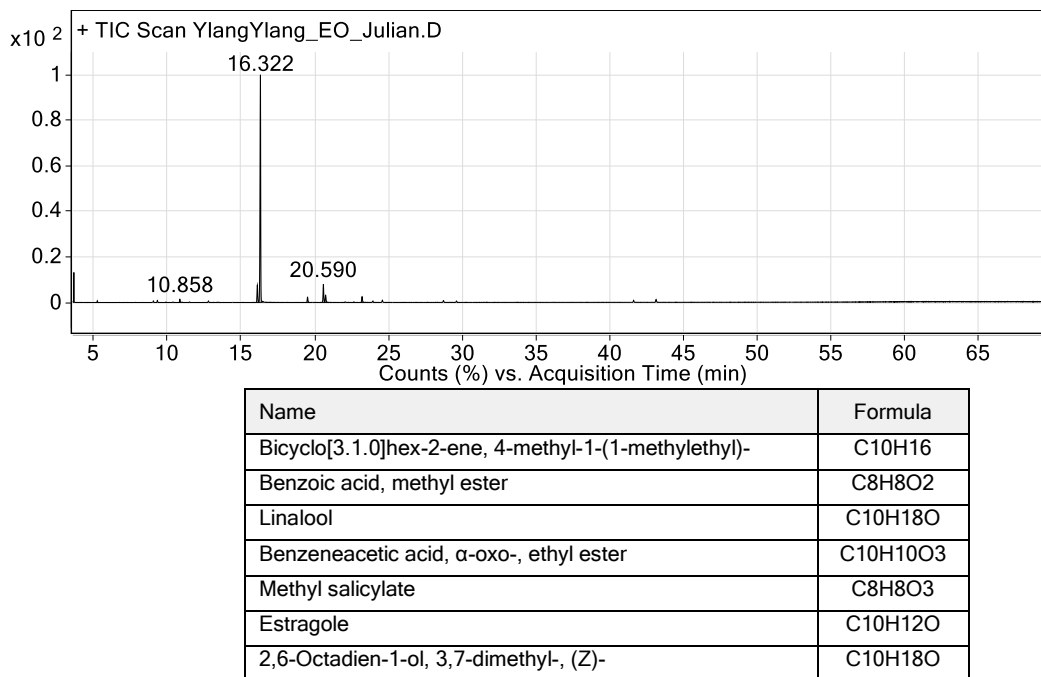 x10 2
+ TIC Scan YlangYlang_EO_Julian.D
16.322
1
0.8
0.6
0.4
0.2
0
10.858
20.590
5 10 15 20 25 30 35 40 45 50 55 60 65
Counts (%) vs. Acquisition Time (min)
Name Formula
Bicyclo[3.1.0]hex-2-ene, 4-methyl-1-(1-methylethyl)- C10H16
Benzoic acid, methyl ester C8H8O2
Linalool C10H18O
Benzeneacetic acid, α-oxo-, ethyl ester C10H10O3
Methyl salicylate C8H8O3
Estragole C10H12O
2,6-Octadien-1-ol, 3,7-dimethyl-, (Z)- C10H18O